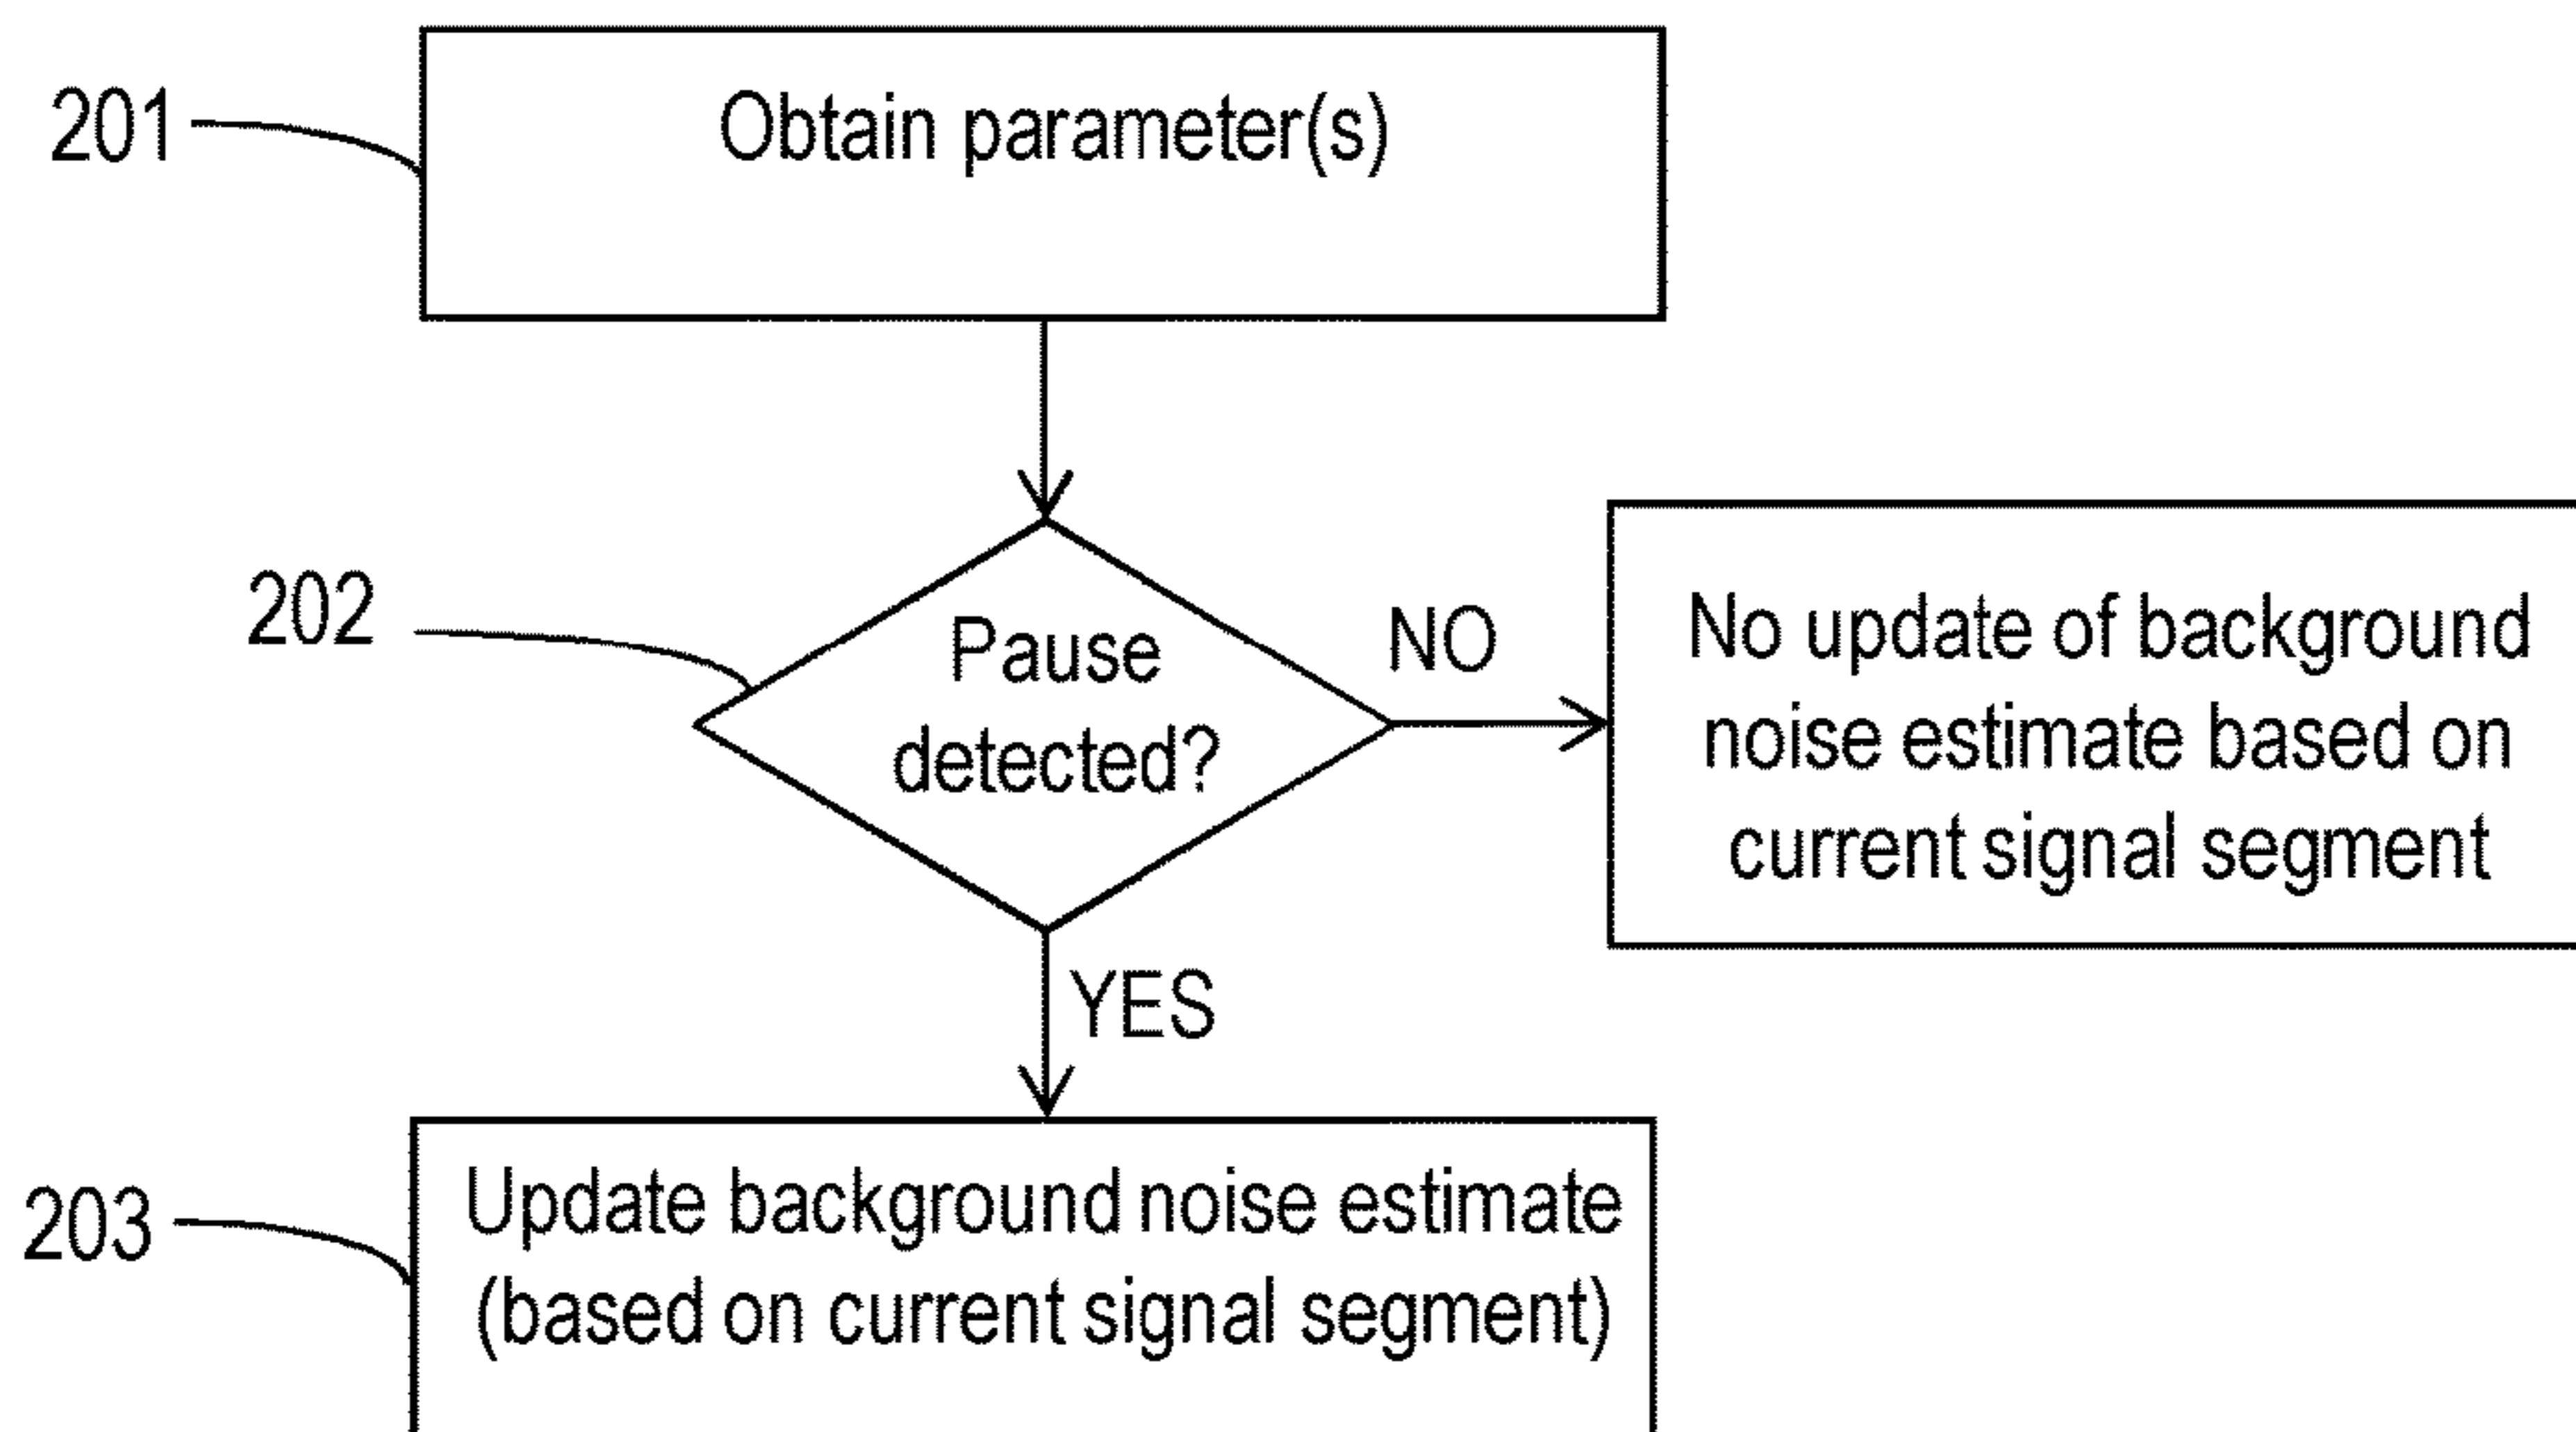 201
Obtain parameter(s)
202
Pause
detected?
NO
No update of background
noise estimate based on
current signal segment
YES
203
Update background noise estimate
(based on current signal segment)